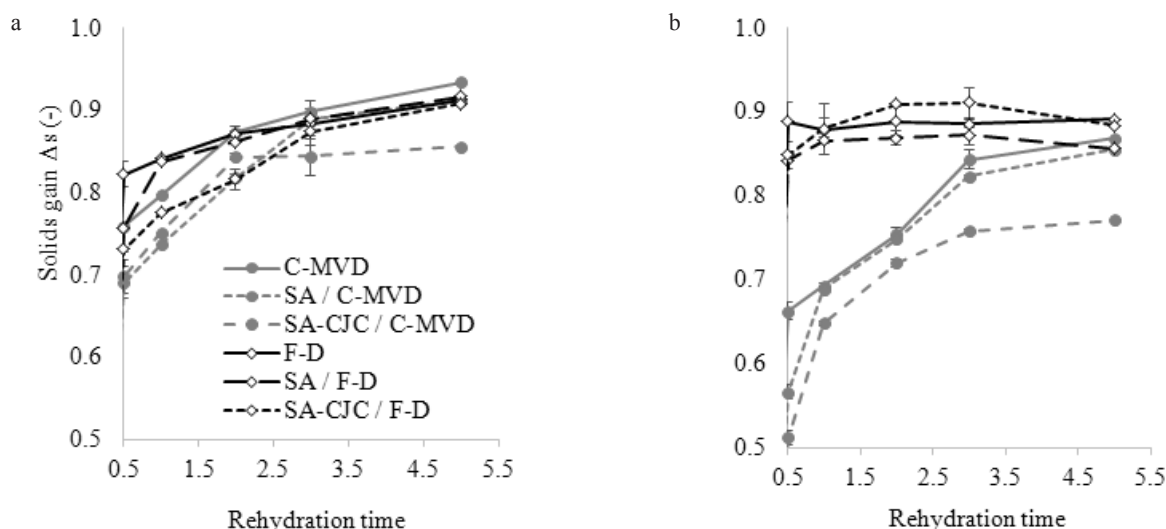 a
Solids gain Δs (-)
1.0
0.9
0.8
0.7
0.6
0.5
C-MVD
SA / C-MVD
SA-CJC / C-MVD
F-D
SA / F-D
SA-CJC / F-D
0.5 1.5 2.5 3.5 4.5 5.5
Rehydration time
b
1.0
0.9
0.8
0.7
0.6
0.5
0.5 1.5 2.5 3.5 4.5 5.5
Rehydration time